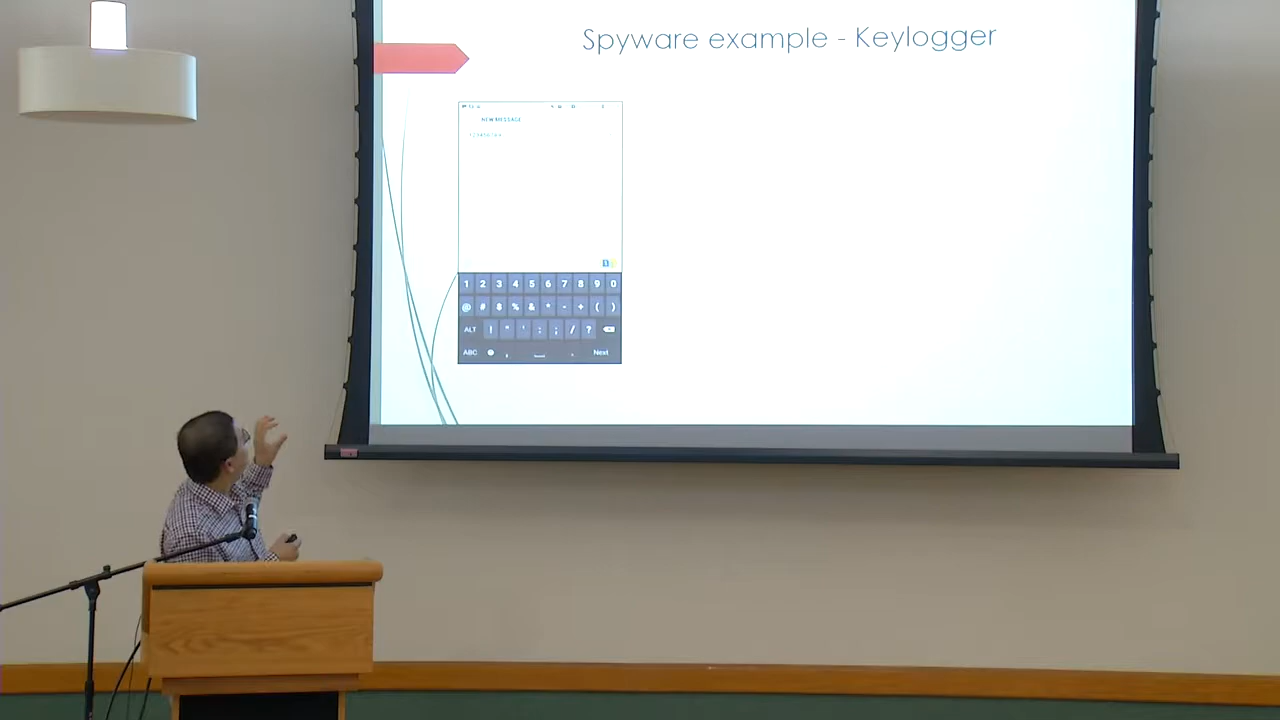 Spyware example - Keylogger
NEW MESSAGE
1 2 3 4 5 6 7 8 9 0
@ # $ % & * - + ( )
ALT ! " ' : ; / ?
ABC Next